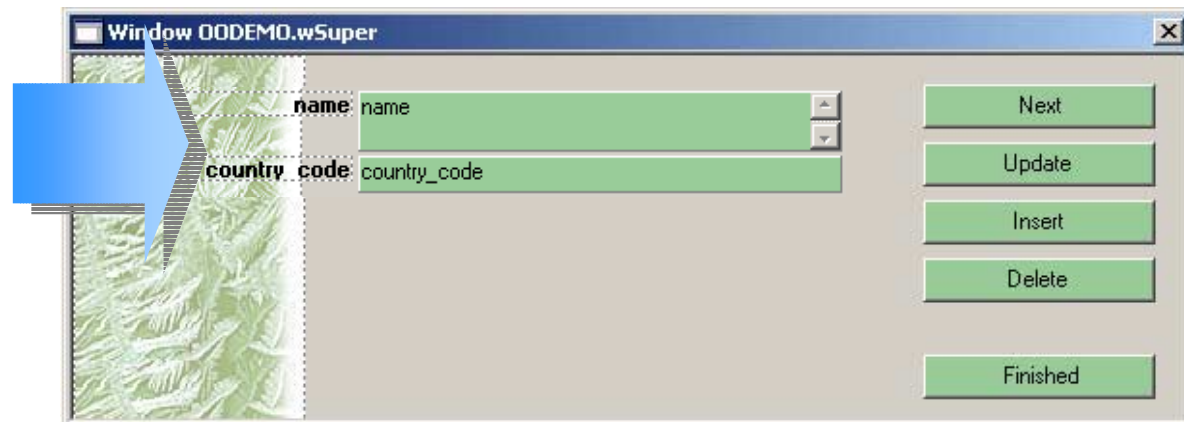 Window OODEMO.wSuper
name name
country_code country_code
Next
Update
Insert
Delete
Finished